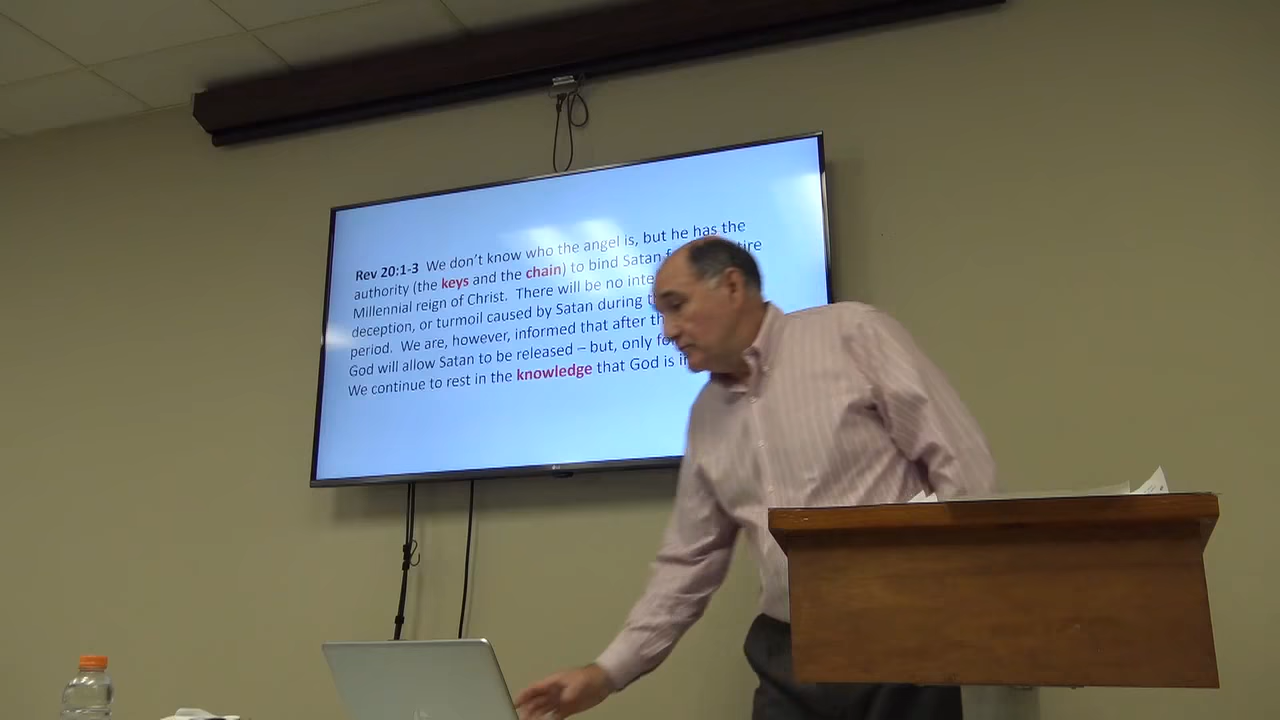 Rev 20:1-3 We don't know who the angel is, but he has the
authority (the keys and the chain) to bind Satan
Millennial reign of Christ. There will be no
deception, or turmoil caused by Satan during
period. We are, however, informed that after
God will allow Satan to be released – but, only
We continue to rest in the knowledge that God is
LG